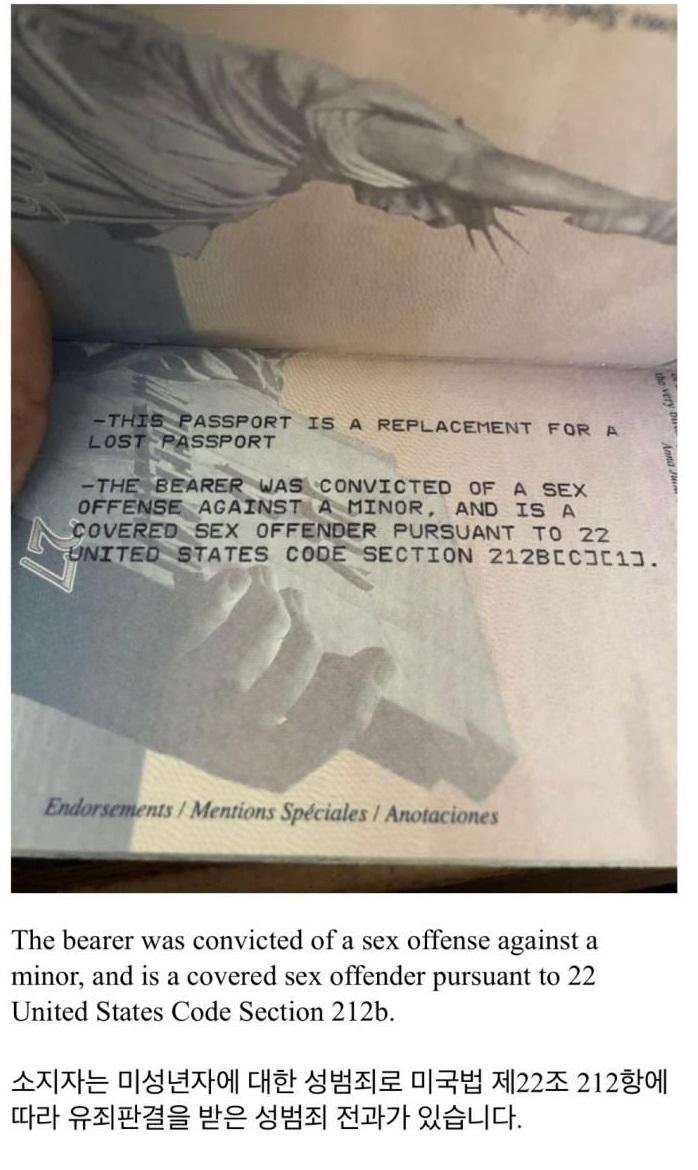 -THIS PASSPORT IS A REPLACEMENT FOR A
LOST PASSPORT
-THE BEARER WAS CONVICTED OF A SEX
OFFENSE AGAINST A MINOR, AND IS A
COVERED SEX OFFENDER PURSUANT TO 22
UNITED STATES CODE SECTION 212B[C][1].
27
Endorsements / Mentions Spéciales / Anotaciones
The bearer was convicted of a sex offense against a
minor, and is a covered sex offender pursuant to 22
United States Code Section 212b.
소지자는 미성년자에 대한 성범죄로 미국법 제22조 212항에
따라 유죄판결을 받은 성범죄 전과가 있습니다.